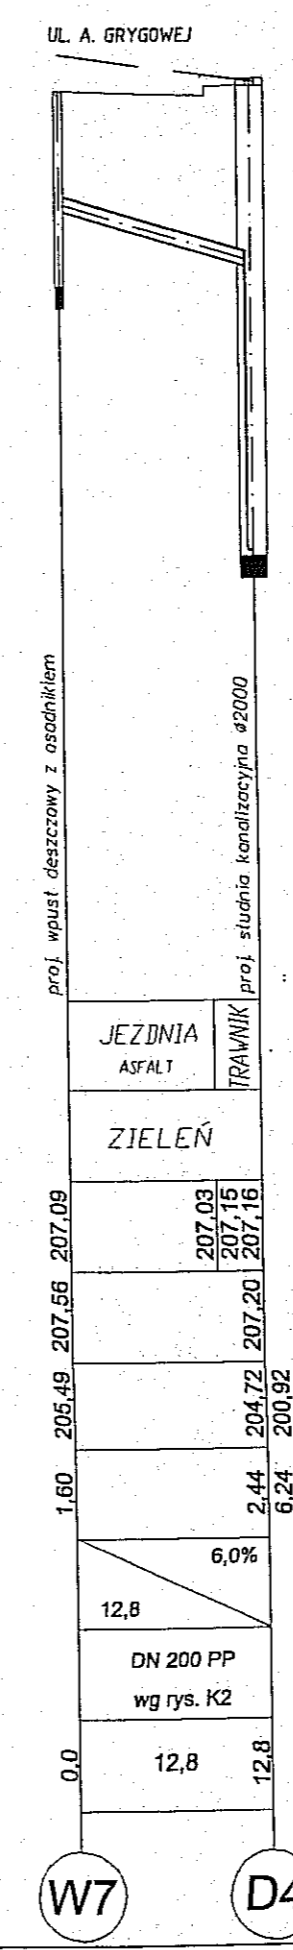 UL. A. GRYGOWEJ
proj. wpust deszczowy z osadnikiem
proj. studnia kanalizacyjna ø2000
JEZDNIA
ASFALT
TRAWNIK
ZIELEŃ
207,09
207,03
207,15
207,16
207,56
207,20
205,49
204,72
200,92
1,60
2,44
6,24
6,0%
12,8
DN 200 PP
wg rys. K2
0,0
12,8
12,8
W7
D4